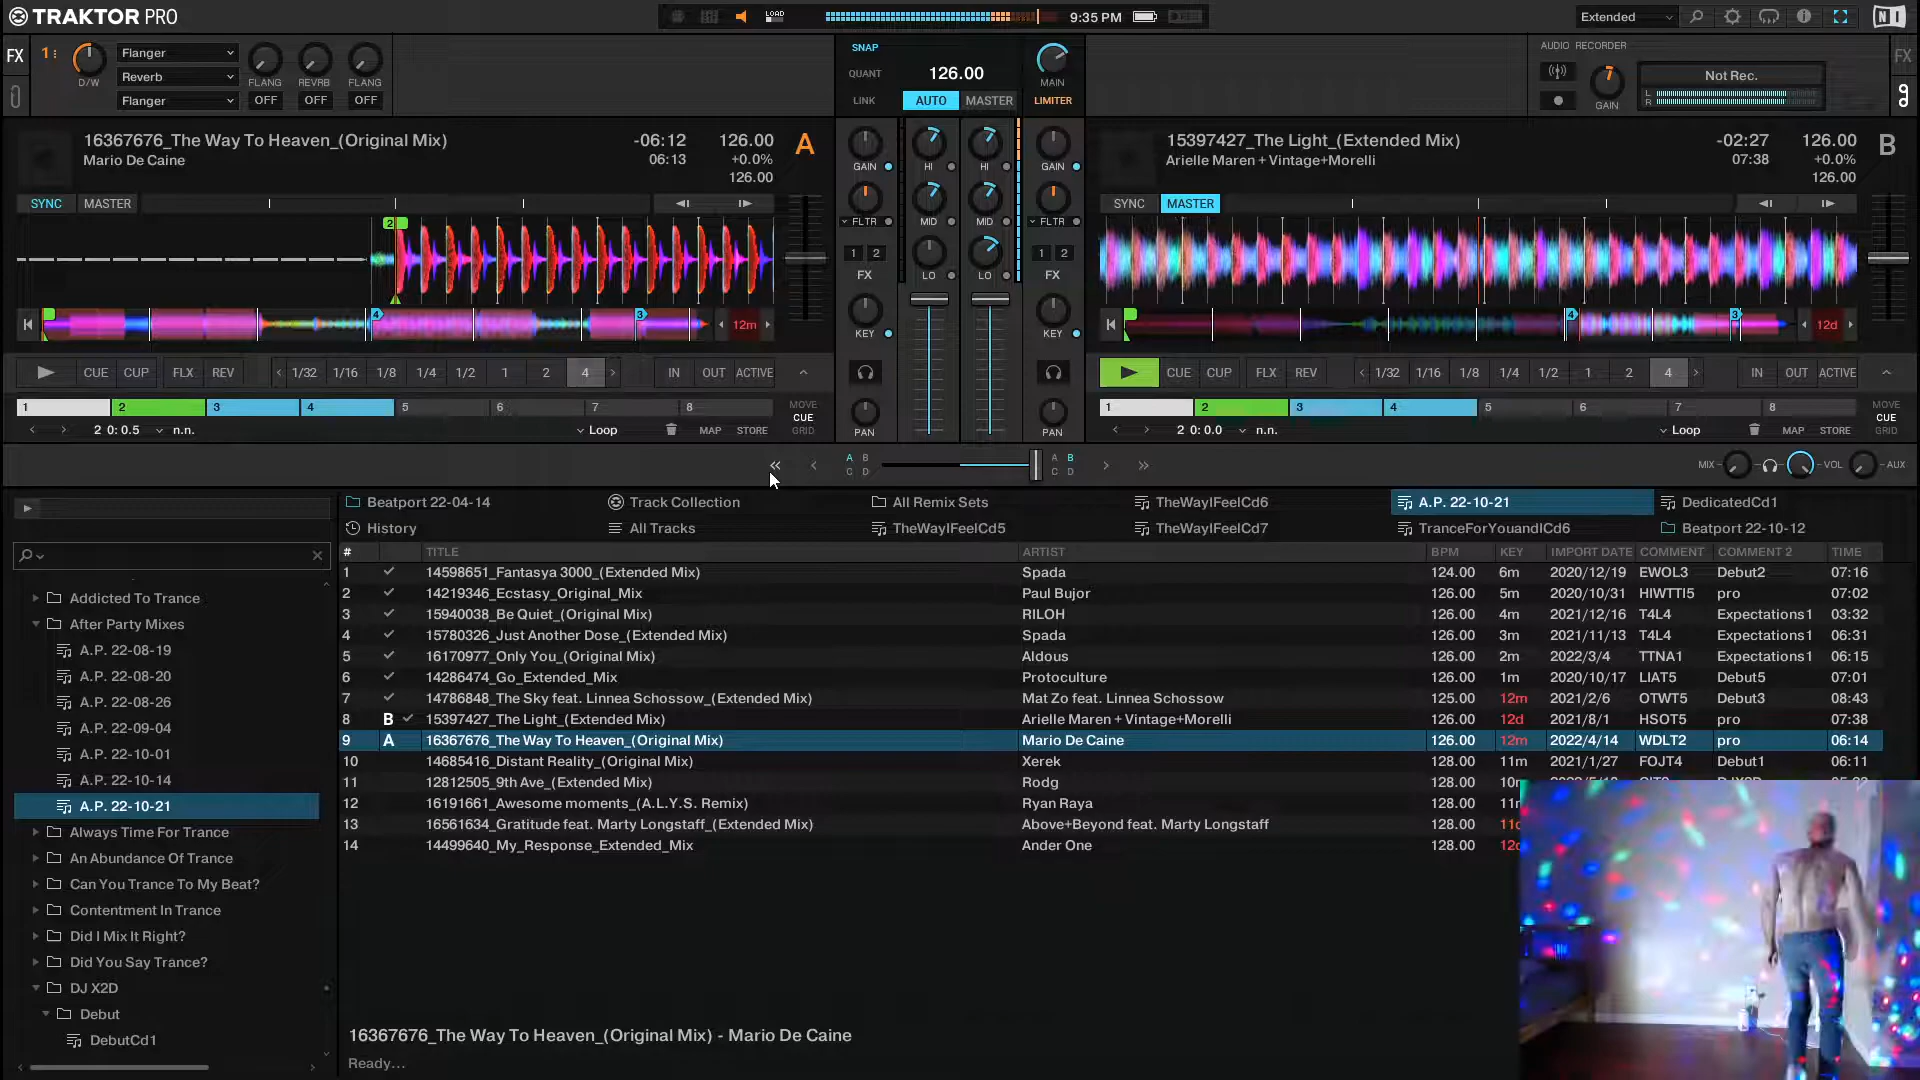 TRAKTOR PRO
LOAD
9:35 PM
Extended
FX
1
D/W
Flanger
Reverb
Flanger
FLANG
REVRB
FLANG
OFF
OFF
OFF
SNAP
QUANT
LINK
126.00
AUTO
MASTER
MAIN
LIMITER
AUDIO RECORDER
GAIN
Not Rec.
L
R
FX
16367676_The Way To Heaven_(Original Mix)
Mario De Caine
-06:12
06:13
126.00
+0.0%
126.00
A
SYNC
MASTER
2
4
3
12m
CUE
CUP
FLX
REV
1/32
1/16
1/8
1/4
1/2
1
2
4
IN
OUT
ACTIVE
1
2
3
4
5
6
7
8
MOVE
CUE
GRID
2 0: 0.5
n.n.
Loop
MAP
STORE
GAIN
HI
HI
GAIN
FLTR
MID
MID
FLTR
1 2
FX
LO
LO
1 2
FX
KEY
KEY
PAN
PAN
15397427_The Light_(Extended Mix)
Arielle Maren + Vintage+Morelli
-02:27
07:38
126.00
+0.0%
126.00
B
SYNC
MASTER
4
3
12d
CUE
CUP
FLX
REV
1/32
1/16
1/8
1/4
1/2
1
2
4
IN
OUT
ACTIVE
1
2
3
4
5
6
7
8
MOVE
CUE
GRID
2 0: 0.0
n.n.
Loop
MAP
STORE
A B
C D
A B
C D
MIX
VOL
AUX
Beatport 22-04-14
Track Collection
All Remix Sets
TheWayIFeelCd6
A.P. 22-10-21
DedicatedCd1
History
All Tracks
TheWayIFeelCd5
TheWayIFeelCd7
TranceForYouandICd6
Beatport 22-10-12
Addicted To Trance
After Party Mixes
A.P. 22-08-19
A.P. 22-08-20
A.P. 22-08-26
A.P. 22-09-04
A.P. 22-10-01
A.P. 22-10-14
A.P. 22-10-21
Always Time For Trance
An Abundance Of Trance
Can You Trance To My Beat?
Contentment In Trance
Did I Mix It Right?
Did You Say Trance?
DJ X2D
Debut
DebutCd1
# TITLE ARTIST BPM KEY IMPORT DATE COMMENT COMMENT 2 TIME
1 14598651_Fantasya 3000_(Extended Mix) Spada 124.00 6m 2020/12/19 EWOL3 Debut2 07:16
2 14219346_Ecstasy_Original_Mix Paul Bujor 126.00 5m 2020/10/31 HIWTTI5 pro 07:02
3 15940038_Be Quiet_(Original Mix) RILOH 126.00 4m 2021/12/16 T4L4 Expectations1 03:32
4 15780326_Just Another Dose_(Extended Mix) Spada 126.00 3m 2021/11/13 T4L4 Expectations1 06:31
5 16170977_Only You_(Original Mix) Aldous 126.00 2m 2022/3/4 TTNA1 Expectations1 06:15
6 14286474_Go_Extended_Mix Protoculture 126.00 1m 2020/10/17 LIAT5 Debut5 07:01
7 14786848_The Sky feat. Linnea Schossow_(Extended Mix) Mat Zo feat. Linnea Schossow 125.00 12m 2021/2/6 OTWT5 Debut3 08:43
8 B 15397427_The Light_(Extended Mix) Arielle Maren + Vintage+Morelli 126.00 12d 2021/8/1 HSOT5 pro 07:38
9 A 16367676_The Way To Heaven_(Original Mix) Mario De Caine 126.00 12m 2022/4/14 WDLT2 pro 06:14
10 14685416_Distant Reality_(Original Mix) Xerek 128.00 11m 2021/1/27 FOJT4 Debut1 06:11
11 12812505_9th Ave_(Extended Mix) Rodg 128.00
12 16191661_Awesome moments_(A.L.Y.S. Remix) Ryan Raya 128.00
13 16561634_Gratitude feat. Marty Longstaff_(Extended Mix) Above+Beyond feat. Marty Longstaff 128.00
14 14499640_My_Response_Extended_Mix Ander One 128.00
16367676_The Way To Heaven_(Original Mix) - Mario De Caine
Ready...